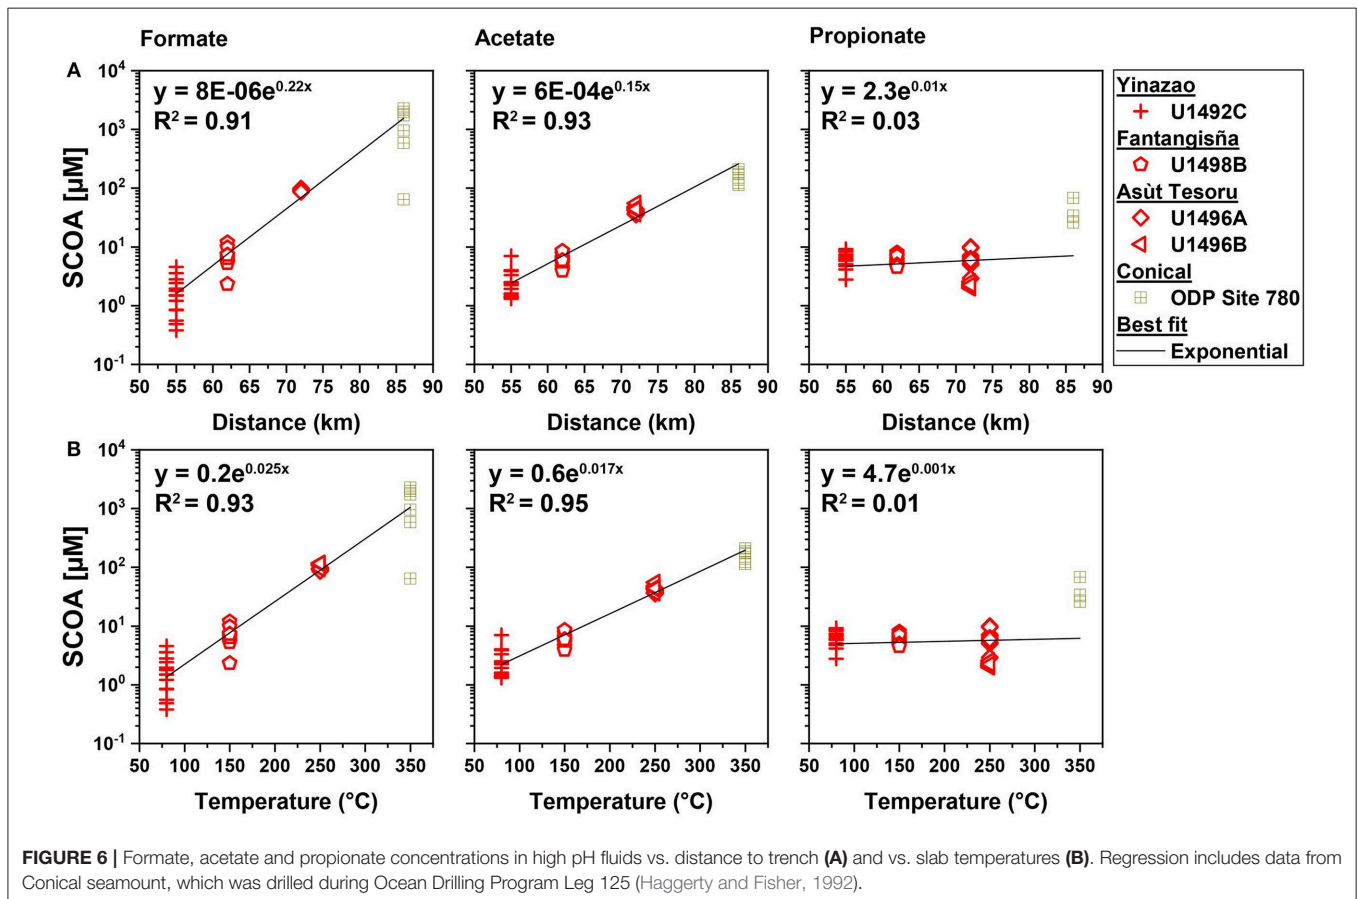 Formate
Acetate
Propionate
A
SCOA [µM]
10⁴
10³
10²
10¹
10⁰
10⁻¹
y = 8E-06e^0.22x
R² = 0.91
y = 6E-04e^0.15x
R² = 0.93
y = 2.3e^0.01x
R² = 0.03
50 55 60 65 70 75 80 85 90
50 55 60 65 70 75 80 85 90
50 55 60 65 70 75 80 85 90
Distance (km)
Distance (km)
Distance (km)
Yinazao
U1492C
Fantangisña
U1498B
Asùt Tesoru
U1496A
U1496B
Conical
ODP Site 780
Best fit
Exponential
B
SCOA [µM]
10⁴
10³
10²
10¹
10⁰
10⁻¹
y = 0.2e^0.025x
R² = 0.93
y = 0.6e^0.017x
R² = 0.95
y = 4.7e^0.001x
R² = 0.01
50 100 150 200 250 300 350
50 100 150 200 250 300 350
50 100 150 200 250 300 350
Temperature (°C)
Temperature (°C)
Temperature (°C)
FIGURE 6 | Formate, acetate and propionate concentrations in high pH fluids vs. distance to trench (A) and vs. slab temperatures (B). Regression includes data from
Conical seamount, which was drilled during Ocean Drilling Program Leg 125 (Haggerty and Fisher, 1992).